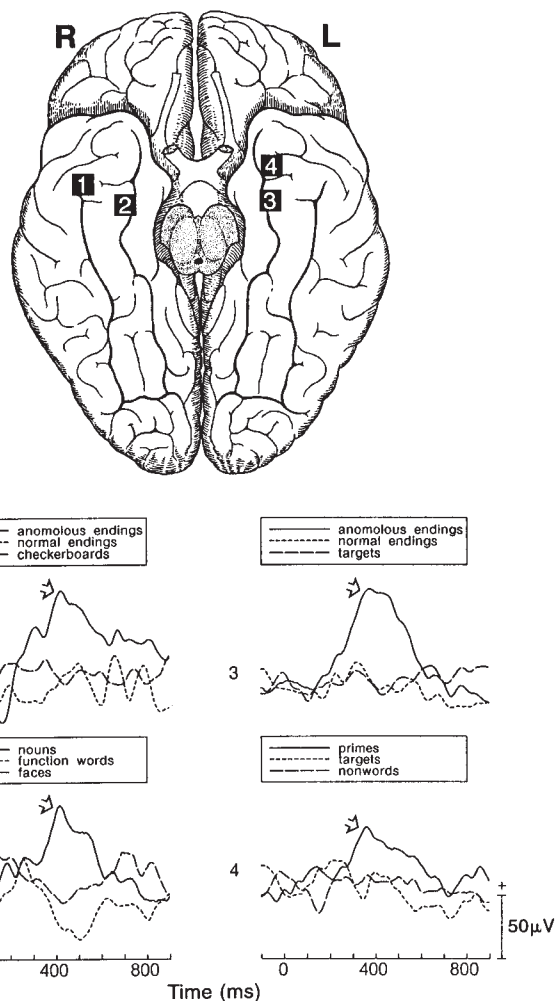 R L
1
2
4
3
anomolous endings
normal endings
checkerboards
anomolous endings
normal endings
targets
3
nouns
function words
faces
primes
targets
nonwords
4
+
50µV
400 800 0 400 800
Time (ms)